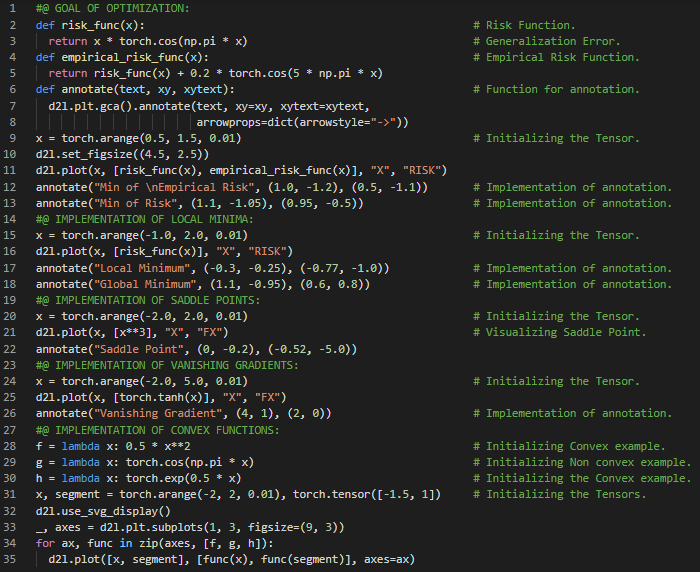 1 #@ GOAL OF OPTIMIZATION:
2 def risk_func(x): # Risk Function.
3 return x * torch.cos(np.pi * x) # Generalization Error.
4 def empirical_risk_func(x): # Empirical Risk Function.
5 return risk_func(x) + 0.2 * torch.cos(5 * np.pi * x)
6 def annotate(text, xy, xytext): # Function for annotation.
7 d2l.plt.gca().annotate(text, xy=xy, xytext=xytext,
8 arrowprops=dict(arrowstyle="->"))
9 x = torch.arange(0.5, 1.5, 0.01) # Initializing the Tensor.
10 d2l.set_figsize((4.5, 2.5))
11 d2l.plot(x, [risk_func(x), empirical_risk_func(x)], "X", "RISK")
12 annotate("Min of \nEmpirical Risk", (1.0, -1.2), (0.5, -1.1)) # Implementation of annotation.
13 annotate("Min of Risk", (1.1, -1.05), (0.95, -0.5)) # Implementation of annotation.
14 #@ IMPLEMENTATION OF LOCAL MINIMA:
15 x = torch.arange(-1.0, 2.0, 0.01) # Initializing the Tensor.
16 d2l.plot(x, [risk_func(x)], "X", "RISK")
17 annotate("Local Minimum", (-0.3, -0.25), (-0.77, -1.0)) # Implementation of annotation.
18 annotate("Global Minimum", (1.1, -0.95), (0.6, 0.8)) # Implementation of annotation.
19 #@ IMPLEMENTATION OF SADDLE POINTS:
20 x = torch.arange(-2.0, 2.0, 0.01) # Initializing the Tensor.
21 d2l.plot(x, [x**3], "X", "FX") # Visualizing Saddle Point.
22 annotate("Saddle Point", (0, -0.2), (-0.52, -5.0))
23 #@ IMPLEMENTATION OF VANISHING GRADIENTS:
24 x = torch.arange(-2.0, 5.0, 0.01) # Initializing the Tensor.
25 d2l.plot(x, [torch.tanh(x)], "X", "FX")
26 annotate("Vanishing Gradient", (4, 1), (2, 0)) # Implementation of annotation.
27 #@ IMPLEMENTATION OF CONVEX FUNCTIONS:
28 f = lambda x: 0.5 * x**2 # Initializing Convex example.
29 g = lambda x: torch.cos(np.pi * x) # Initializing Non convex example.
30 h = lambda x: torch.exp(0.5 * x) # Initializing the Convex example.
31 x, segment = torch.arange(-2, 2, 0.01), torch.tensor([-1.5, 1]) # Initializing the Tensors.
32 d2l.use_svg_display()
33 _, axes = d2l.plt.subplots(1, 3, figsize=(9, 3))
34 for ax, func in zip(axes, [f, g, h]):
35 d2l.plot([x, segment], [func(x), func(segment)], axes=ax)